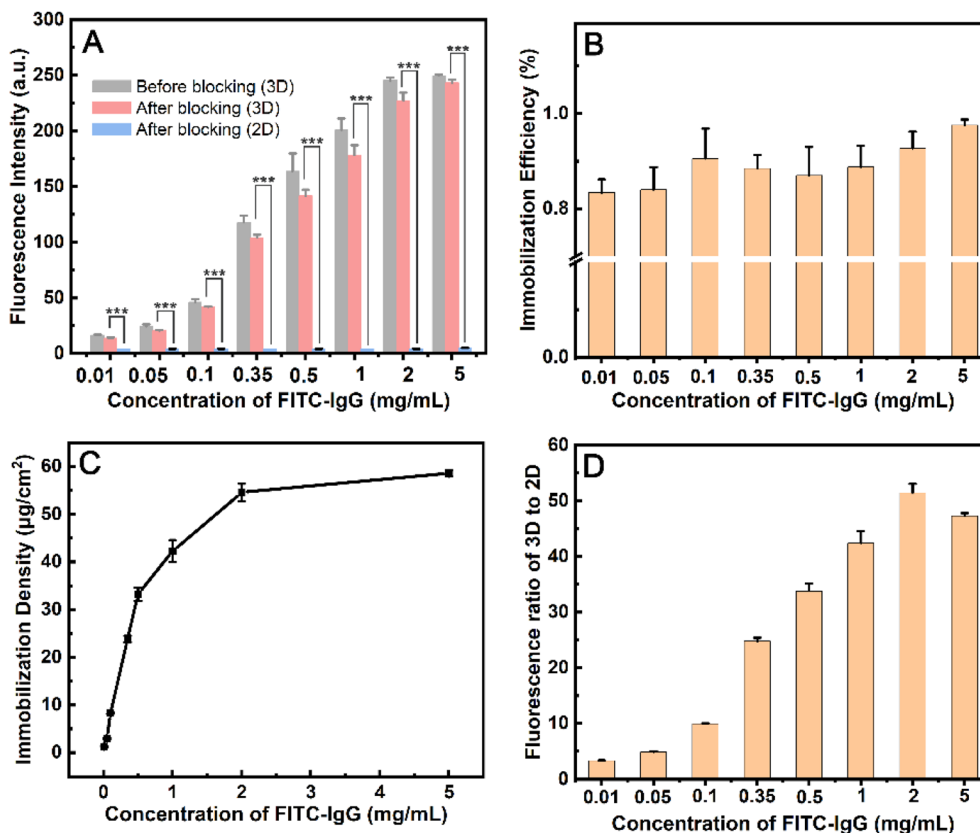 A
Fluorescence Intensity (a.u.)
300
250
200
150
100
50
0
Before blocking (3D)
After blocking (3D)
After blocking (2D)
*** *** *** *** *** *** *** ***
0.01 0.05 0.1 0.35 0.5 1 2 5
Concentration of FITC-IgG (mg/mL)
B
Immobilization Efficiency (%)
1.0
0.8
0.0
0.01 0.05 0.1 0.35 0.5 1 2 5
Concentration of FITC-IgG (mg/mL)
C
Immobilization Density (μg/cm²)
60
50
40
30
20
10
0
0 1 2 3 4 5
Concentration of FITC-IgG (mg/mL)
D
Fluorescence ratio of 3D to 2D
60
50
40
30
20
10
0
0.01 0.05 0.1 0.35 0.5 1 2 5
Concentration of FITC-IgG (mg/mL)